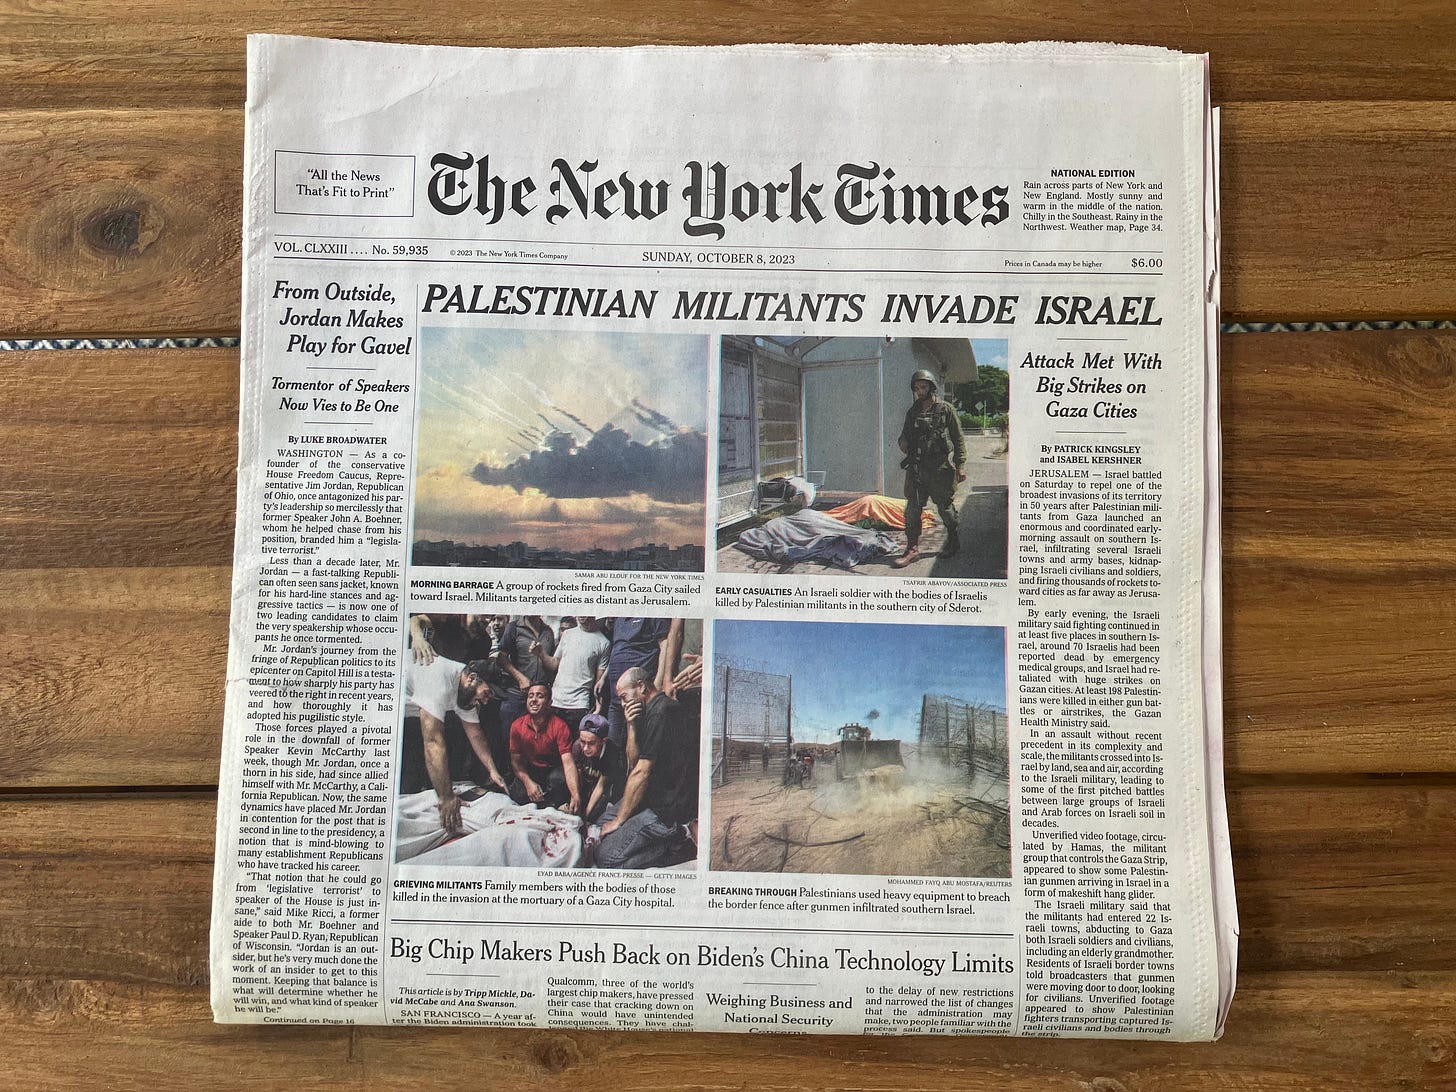 "All the News
That's Fit to Print"
The New York Times
NATIONAL EDITION
Rain across parts of New York and
New England. Mostly sunny and
warm in the middle of the nation.
Chilly in the Southeast. Rainy in the
Northwest. Weather map, Page 34.
VOL. CLXXIII .... No. 59,935
© 2023 The New York Times Company
SUNDAY, OCTOBER 8, 2023
Prices in Canada may be higher
$6.00
From Outside,
Jordan Makes
Play for Gavel
Tormentor of Speakers
Now Vies to Be One
By LUKE BROADWATER
WASHINGTON — As a co-
founder of the conservative
House Freedom Caucus, Repre-
sentative Jim Jordan, Republican
of Ohio, once antagonized his par-
ty's leadership so mercilessly that
former Speaker John A. Boehner,
whom he helped chase from his
position, branded him a "legisla-
tive terrorist."
Less than a decade later, Mr.
Jordan — a fast-talking Republi-
can often seen sans jacket, known
for his hard-line stances and ag-
gressive tactics — is now one of
two leading candidates to claim
the very speakership whose occu-
pants he once tormented.
Mr. Jordan's journey from the
fringe of Republican politics to its
epicenter on Capitol Hill is a testa-
ment to how sharply his party has
veered to the right in recent years,
and how thoroughly it has
adopted his pugilistic style.
Those forces played a pivotal
role in the downfall of former
Speaker Kevin McCarthy last
week, though Mr. Jordan, once a
thorn in his side, had since allied
himself with Mr. McCarthy, a Cali-
fornia Republican. Now, the same
dynamics have placed Mr. Jordan
in contention for the post that is
second in line to the presidency, a
notion that is mind-blowing to
many establishment Republicans
who have tracked his career.
"That notion that he could go
from 'legislative terrorist' to
speaker of the House is just in-
sane," said Mike Ricci, a former
aide to both Mr. Boehner and
Speaker Paul D. Ryan, Republican
of Wisconsin. "Jordan is an out-
sider, but he's very much done the
work of an insider to get to this
moment. Keeping that balance is
what will determine whether he
will win, and what kind of speaker
he will be."
Continued on Page 16
PALESTINIAN MILITANTS INVADE ISRAEL
SAMAR ABU ELOUF FOR THE NEW YORK TIMES
MORNING BARRAGE A group of rockets fired from Gaza City sailed
toward Israel. Militants targeted cities as distant as Jerusalem.
TSAFRIR ABAYOV/ASSOCIATED PRESS
EARLY CASUALTIES An Israeli soldier with the bodies of Israelis
killed by Palestinian militants in the southern city of Sderot.
EYAD BABA/AGENCE FRANCE-PRESSE — GETTY IMAGES
GRIEVING MILITANTS Family members with the bodies of those
killed in the invasion at the mortuary of a Gaza City hospital.
MOHAMMED FAYQ ABU MOSTAFA/REUTERS
BREAKING THROUGH Palestinians used heavy equipment to breach
the border fence after gunmen infiltrated southern Israel.
Attack Met With
Big Strikes on
Gaza Cities
By PATRICK KINGSLEY
and ISABEL KERSHNER
JERUSALEM — Israel battled
on Saturday to repel one of the
broadest invasions of its territory
in 50 years after Palestinian mili-
tants from Gaza launched an
enormous and coordinated early-
morning assault on southern Is-
rael, infiltrating several Israeli
towns and army bases, kidnap-
ping Israeli civilians and soldiers,
and firing thousands of rockets to-
ward cities as far away as Jerusa-
lem.
By early evening, the Israeli
military said fighting continued in
at least five places in southern Is-
rael, around 70 Israelis had been
reported dead by emergency
medical groups, and Israel had re-
taliated with huge strikes on
Gazan cities. At least 198 Palestin-
ians were killed in either gun bat-
tles or airstrikes, the Gazan
Health Ministry said.
In an assault without recent
precedent in its complexity and
scale, the militants crossed into Is-
rael by land, sea and air, according
to the Israeli military, leading to
some of the first pitched battles
between large groups of Israeli
and Arab forces on Israeli soil in
decades.
Unverified video footage, circu-
lated by Hamas, the militant
group that controls the Gaza Strip,
appeared to show some Palestin-
ian gunmen arriving in Israel in a
form of makeshift hang glider.
The Israeli military said that
the militants had entered 22 Is-
raeli towns, abducting to Gaza
both Israeli soldiers and civilians,
including an elderly grandmother.
Residents of Israeli border towns
told broadcasters that gunmen
were moving door to door, looking
for civilians. Unverified footage
appeared to show Palestinian
fighters transporting captured Is-
raeli civilians and bodies through
the strip.
Big Chip Makers Push Back on Biden's China Technology Limits
This article is by Tripp Mickle, Da-
vid McCabe and Ana Swanson.
SAN FRANCISCO — A year af-
ter the Biden administration took
Qualcomm, three of the world's
largest chip makers, have pressed
their case that cracking down on
China would have unintended
consequences. They have chal-
Weighing Business and
National Security
Concerns
to the delay of new restrictions
and narrowed the list of changes
that the administration may
make, two people familiar with the
process said. But spokespeople